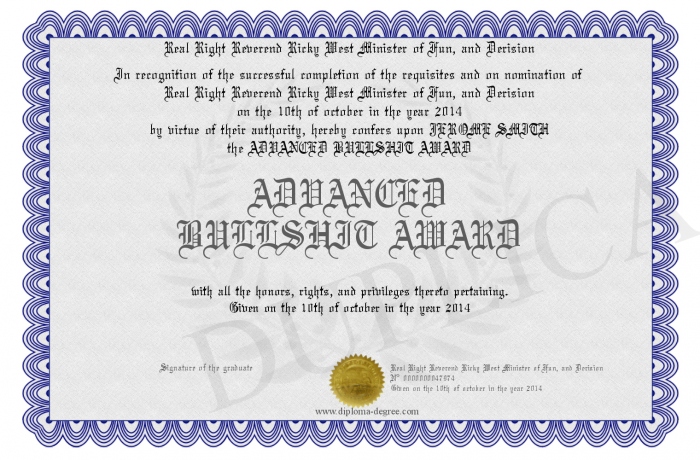 Real Right Reverend Ricky West Minister of Fun, and Derision
In recognition of the successful completion of the requisites and on nomination of
Real Right Reverend Ricky West Minister of Fun, and Derision
on the 10th of october in the year 2014
by virtue of their authority, hereby confers upon JEROME SMITH
the ADVANCED BULLSHIT AWARD
ADVANCED
BULLSHIT AWARD
with all the honors, rights, and privileges thereto pertaining.
Given on the 10th of october in the year 2014
Signature of the graduate
Real Right Reverend Ricky West Minister of Fun, and Derision
N° 0000000047974
Given on the 10th of october in the year 2014
www.diploma-degree.com
DUPLICA